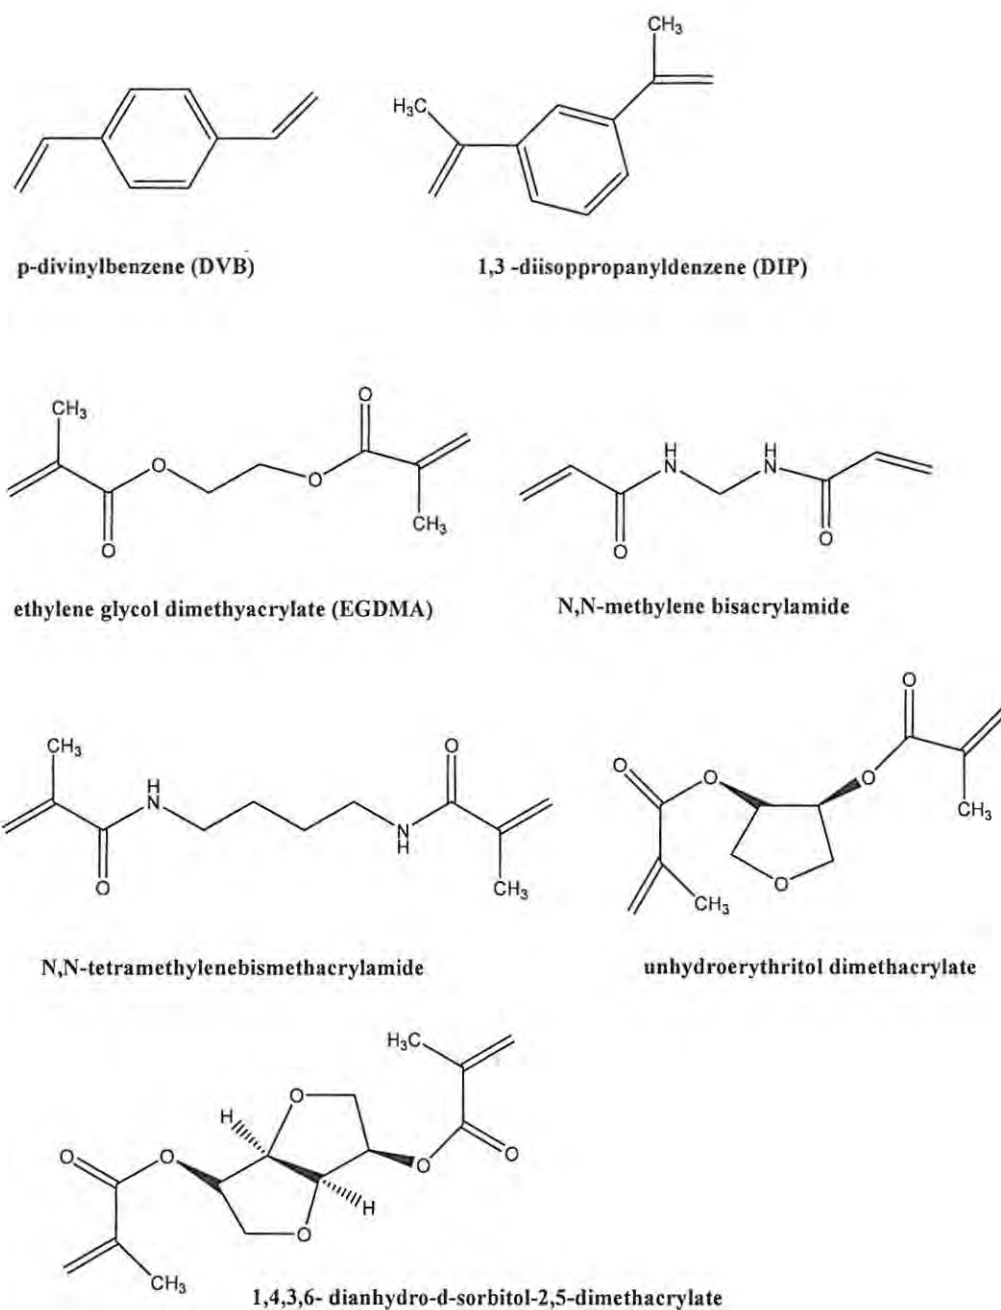 CH₃
H₃C
p-divinylbenzene (DVB)
1,3 -diisoppropanyldenzene (DIP)
CH₃
O
O
O
O
CH₃
ethylene glycol dimethyacrylate (EGDMA)
H
N
H
N
O
O
N,N-methylene bisacrylamide
CH₃
H
N
O
O
N
H
CH₃
N,N-tetramethylenebismethacrylamide
O
O
O
O
CH₃
O
CH₃
unhydroerythritol dimethacrylate
H₃C
O
H
O
O
O
O
H
O
CH₃
1,4,3,6- dianhydro-d-sorbitol-2,5-dimethacrylate